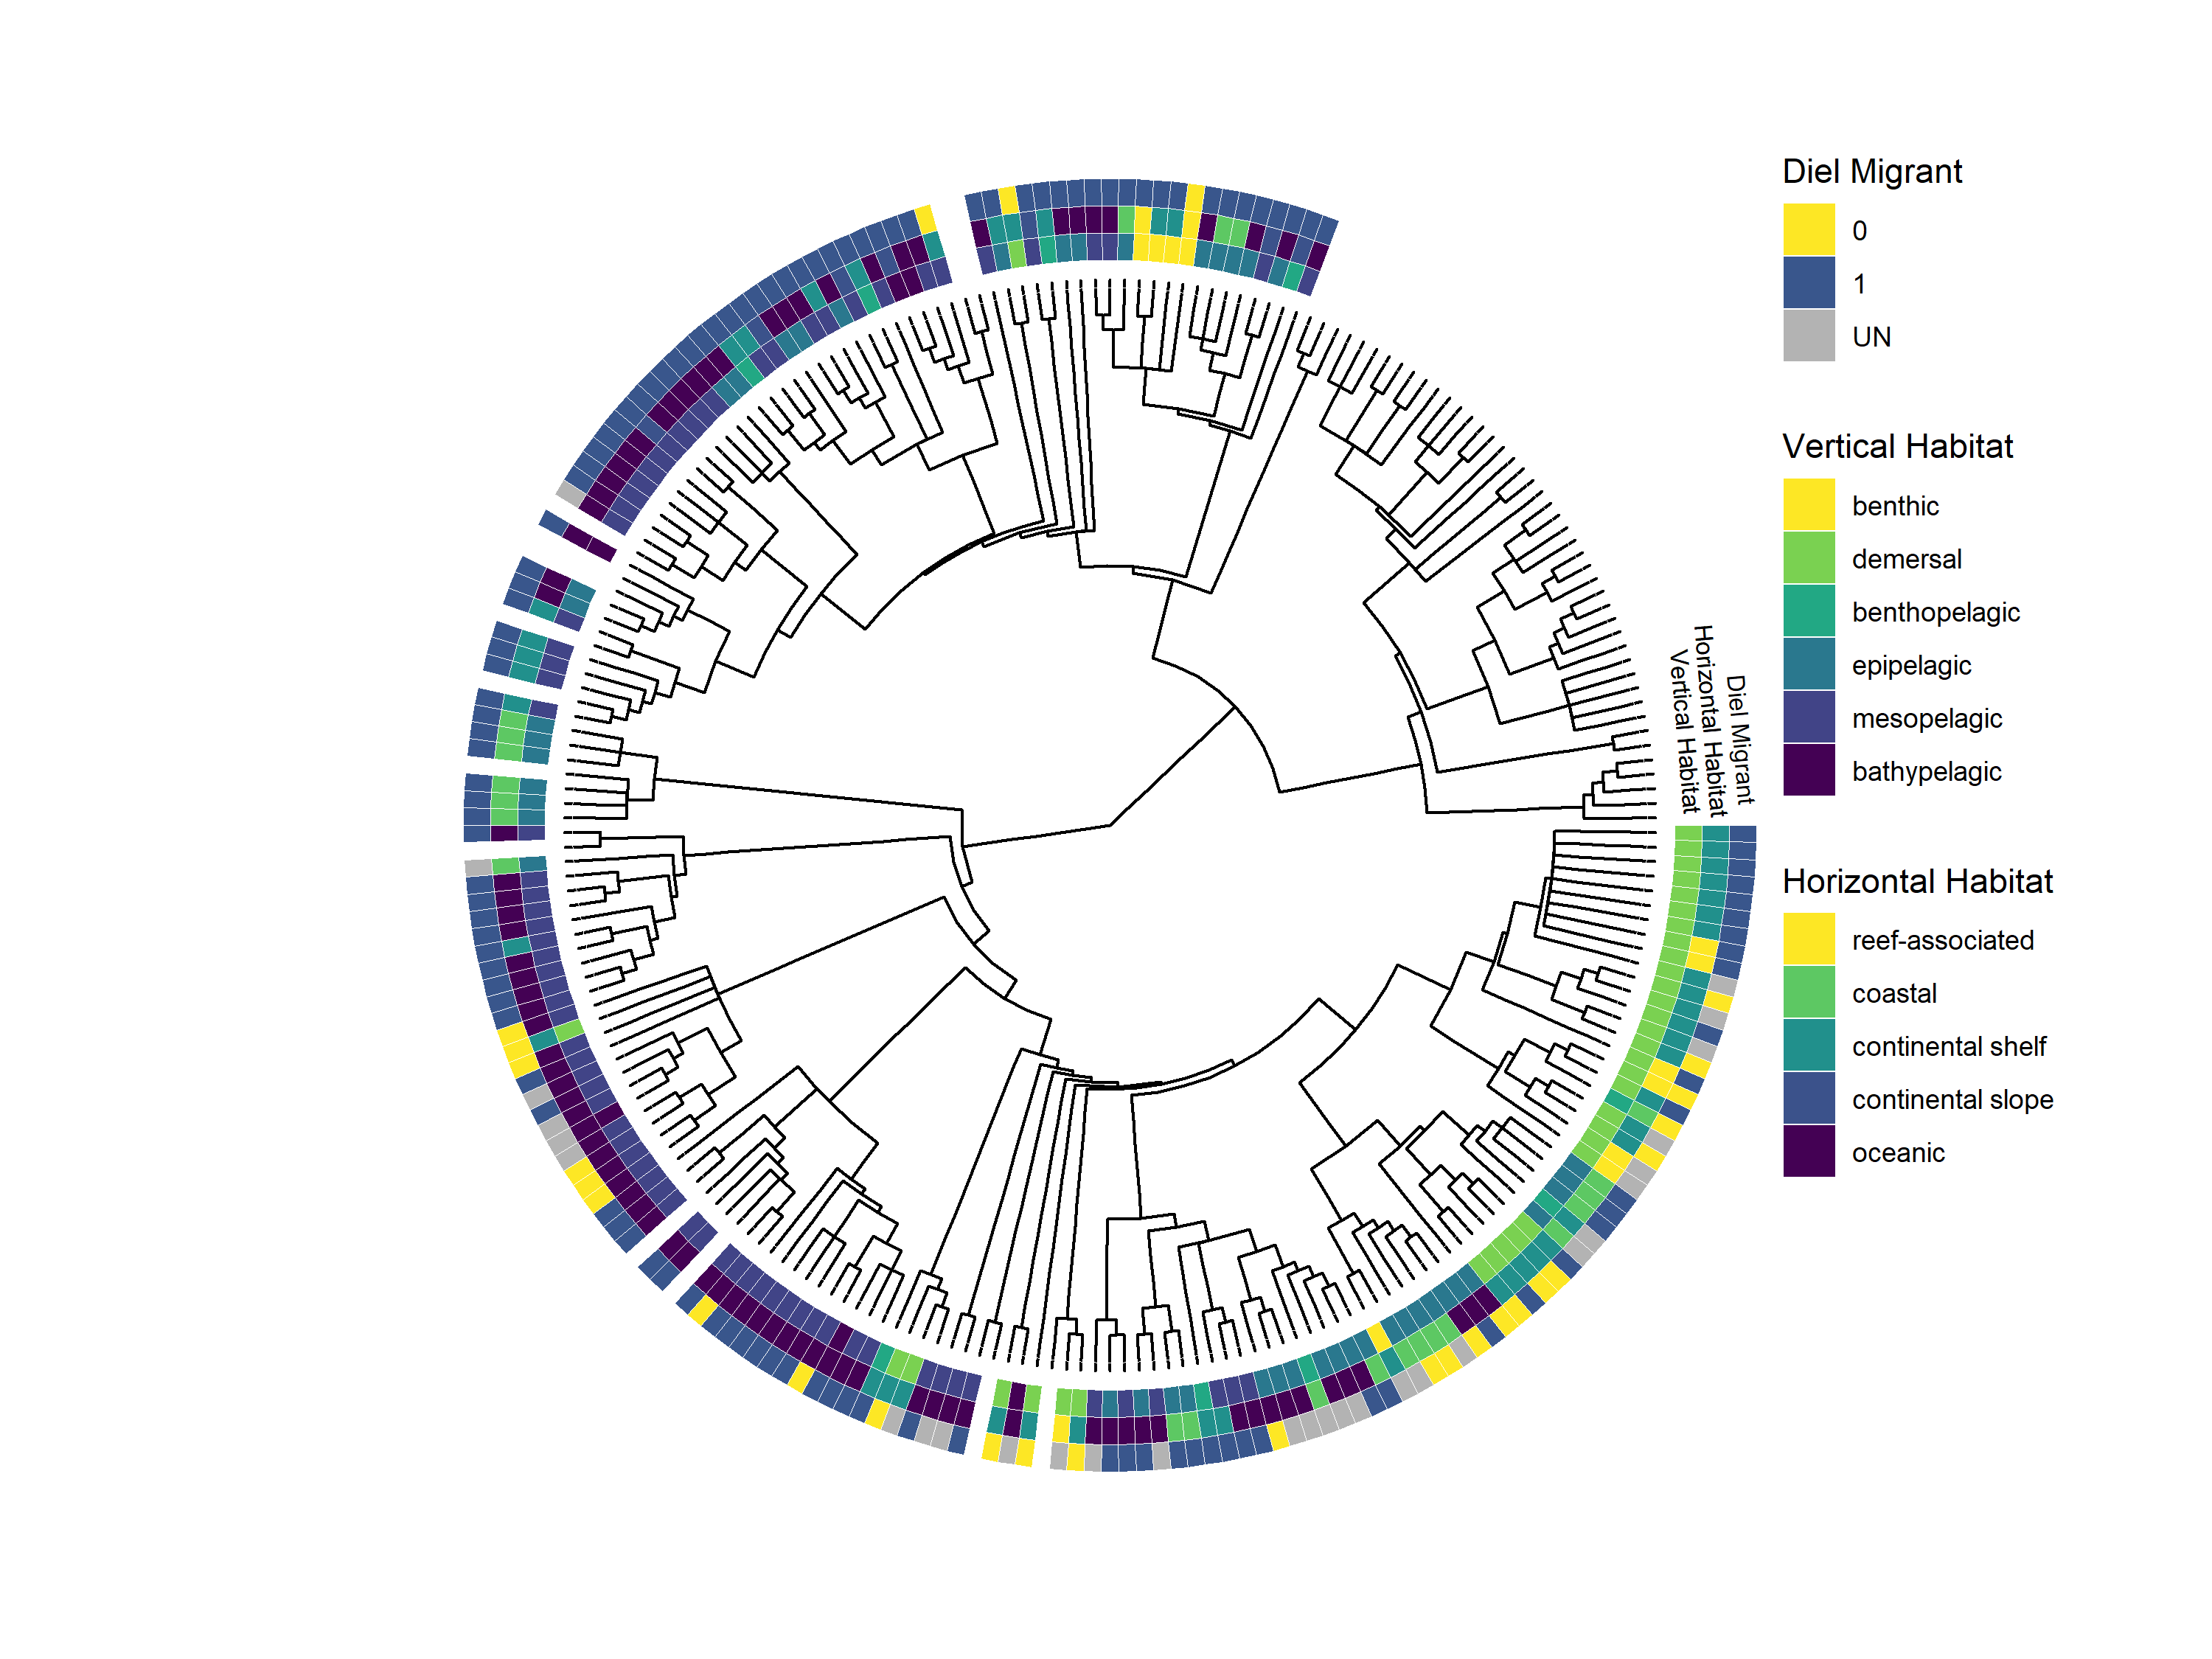 Diel Migrant
0
1
UN
Vertical Habitat
benthic
demersal
benthopelagic
epipelagic
mesopelagic
bathypelagic
Horizontal Habitat
reef-associated
coastal
continental shelf
continental slope
oceanic
Vertical Habitat
Horizontal Habitat
Diel Migrant